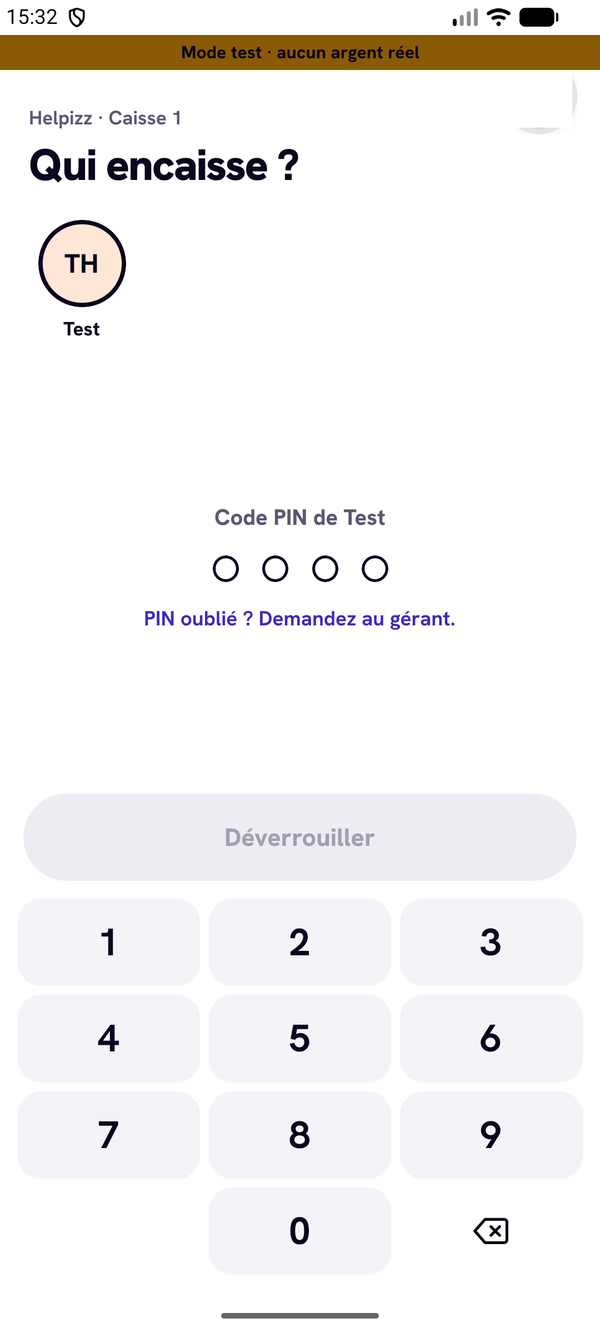 15:32
Mode test · aucun argent réel
Helpizz · Caisse 1
Qui encaisse ?
TH
Test
Code PIN de Test
PIN oublié ? Demandez au gérant.
Déverrouiller
1 2 3
4 5 6
7 8 9
0